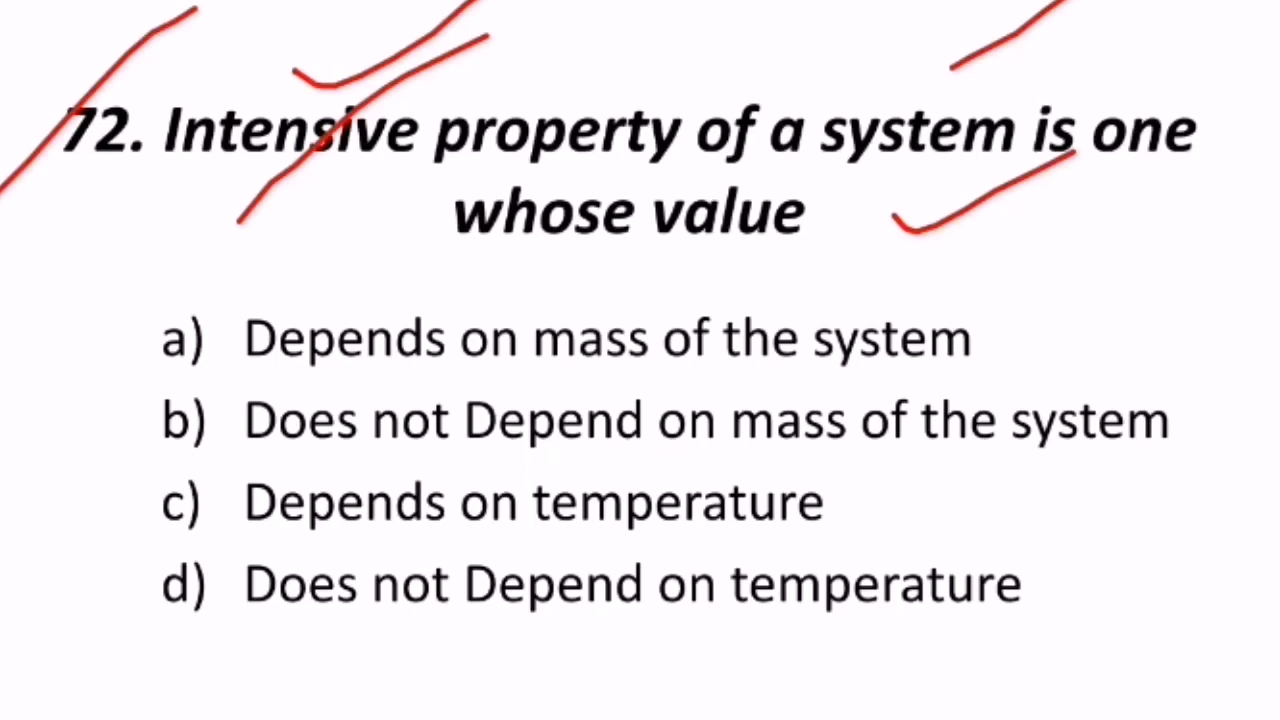 72. Intensive property of a system is one
whose value
a) Depends on mass of the system
b) Does not Depend on mass of the system
c) Depends on temperature
d) Does not Depend on temperature